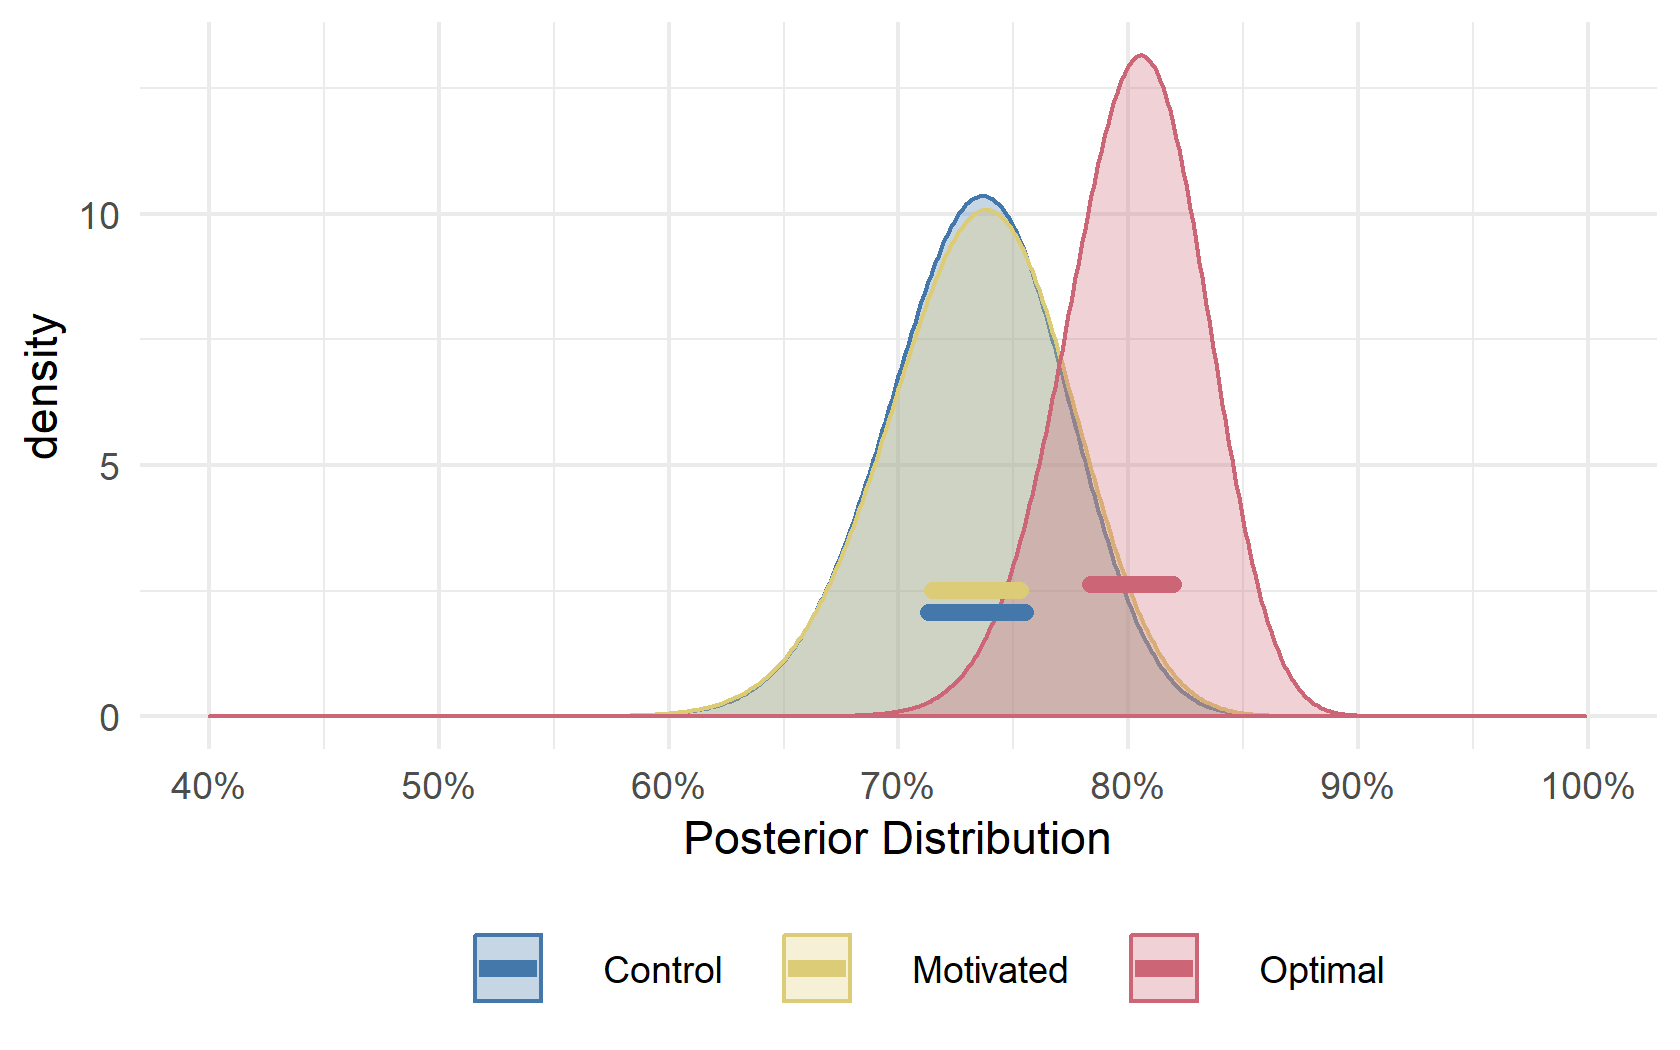 density
10
5
0
40% 50% 60% 70% 80% 90% 100%
Posterior Distribution
Control Motivated Optimal